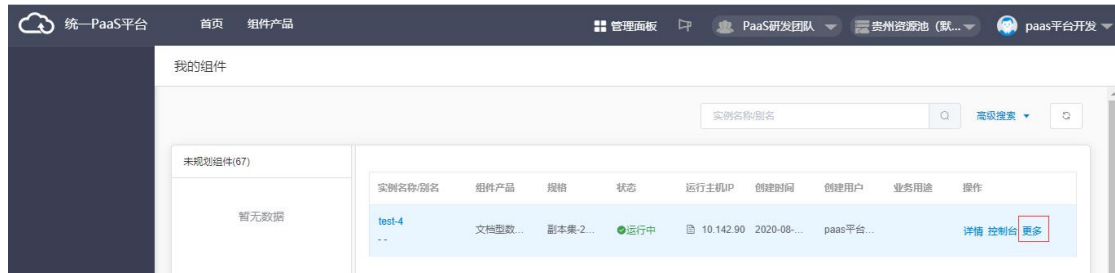 统一PaaS平台 首页 组件产品 管理面板 PaaS研发团队 贵州资源池（默... paas平台开发
我的组件
实例名称/别名 高级搜索
未规划组件(67)
实例名称/别名 组件产品 规格 状态 运行主机IP 创建时间 创建用户 业务用途 操作
暂无数据
test-4 文档型数... 副本集-2... 运行中 10.142.90 2020-08-... paas平台... 详情 控制台 更多
- -